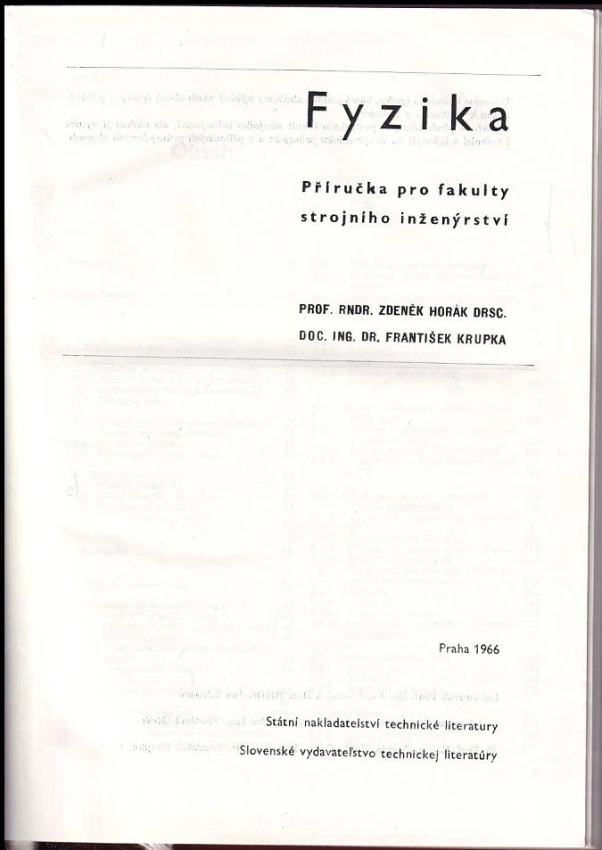 Fyzika
Příručka pro fakulty
strojního inženýrství
PROF. RNDR. ZDENĚK HORÁK DRSC.
DOC. ING. DR. FRANTIŠEK KRUPKA
Praha 1966
Státní nakladatelství technické literatury
Slovenské vydavateľstvo technickej literatúry